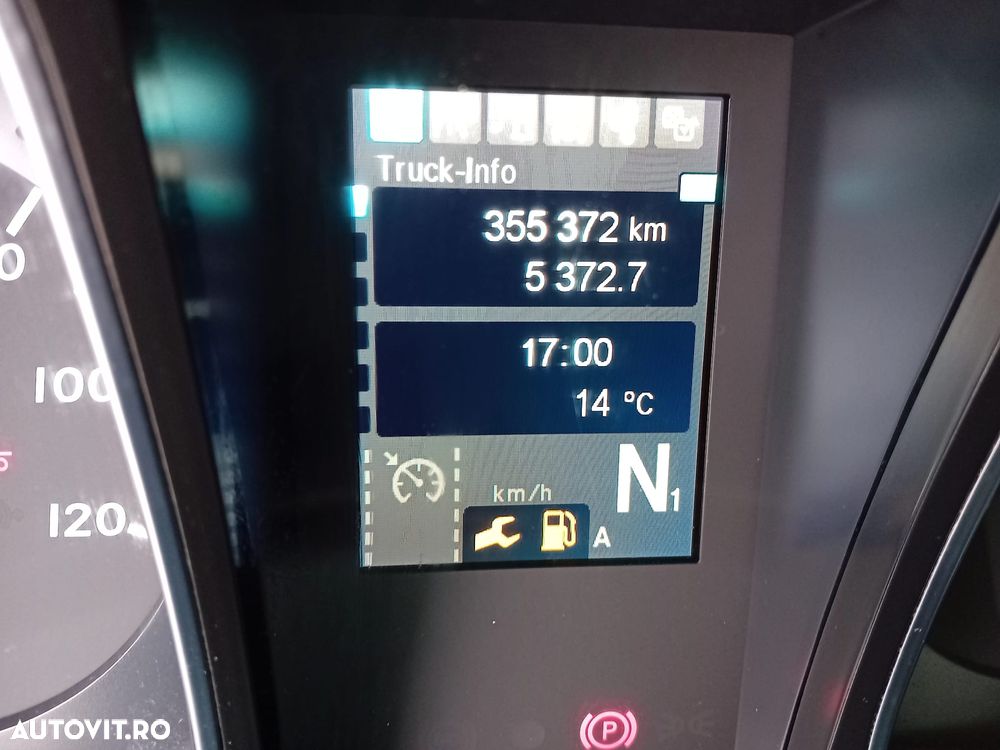 Truck-Info
355 372 km
5 372.7
17:00
14 °C
N1
km/h
A
100
120
P
AUTOVIT.RO